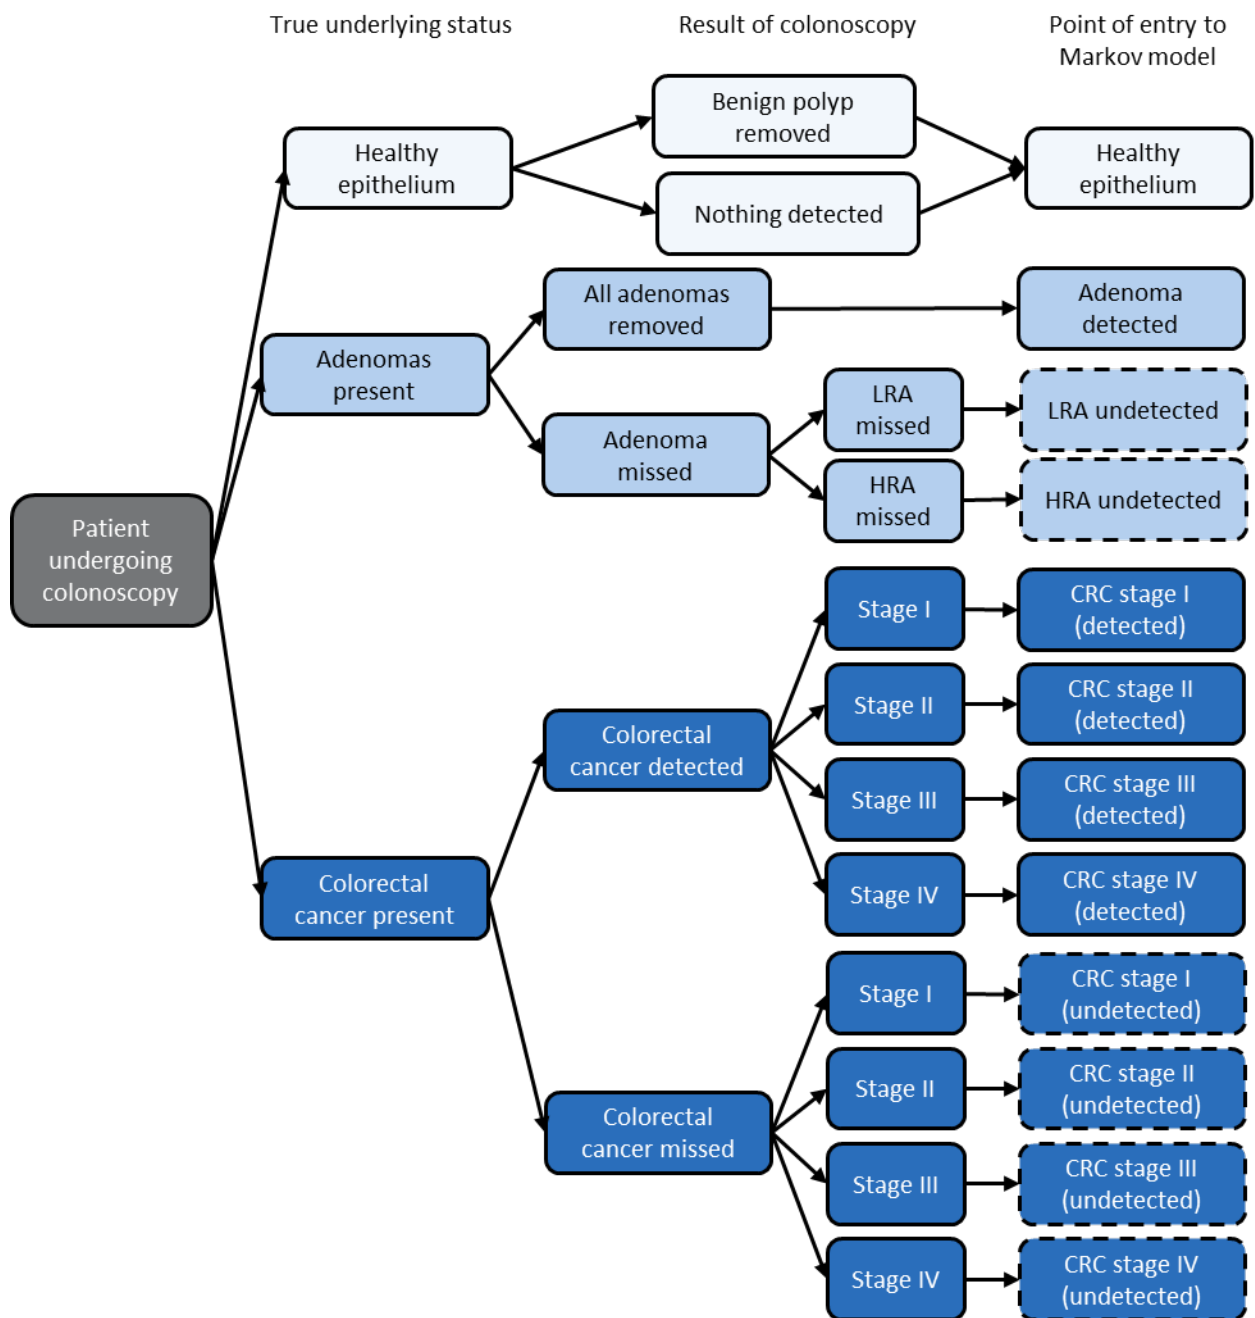 True underlying status
Result of colonoscopy
Point of entry to
Markov model
Benign polyp
removed
Healthy
epithelium
Nothing detected
Healthy
epithelium
All adenomas
removed
Adenoma
detected
Adenomas
present
LRA
missed
LRA undetected
Adenoma
missed
HRA
missed
HRA undetected
Patient
undergoing
colonoscopy
Stage I
CRC stage I
(detected)
Stage II
CRC stage II
(detected)
Colorectal
cancer detected
Stage III
CRC stage III
(detected)
Stage IV
CRC stage IV
(detected)
Colorectal
cancer present
Stage I
CRC stage I
(undetected)
Stage II
CRC stage II
(undetected)
Colorectal
cancer missed
Stage III
CRC stage III
(undetected)
Stage IV
CRC stage IV
(undetected)